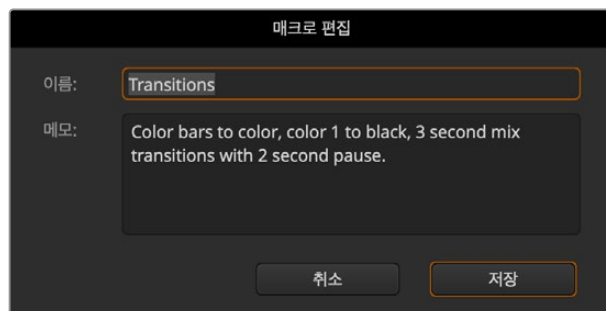 매크로 편집
이름:
Transitions
메모:
Color bars to color, color 1 to black, 3 second mix
transitions with 2 second pause.
취소
저장